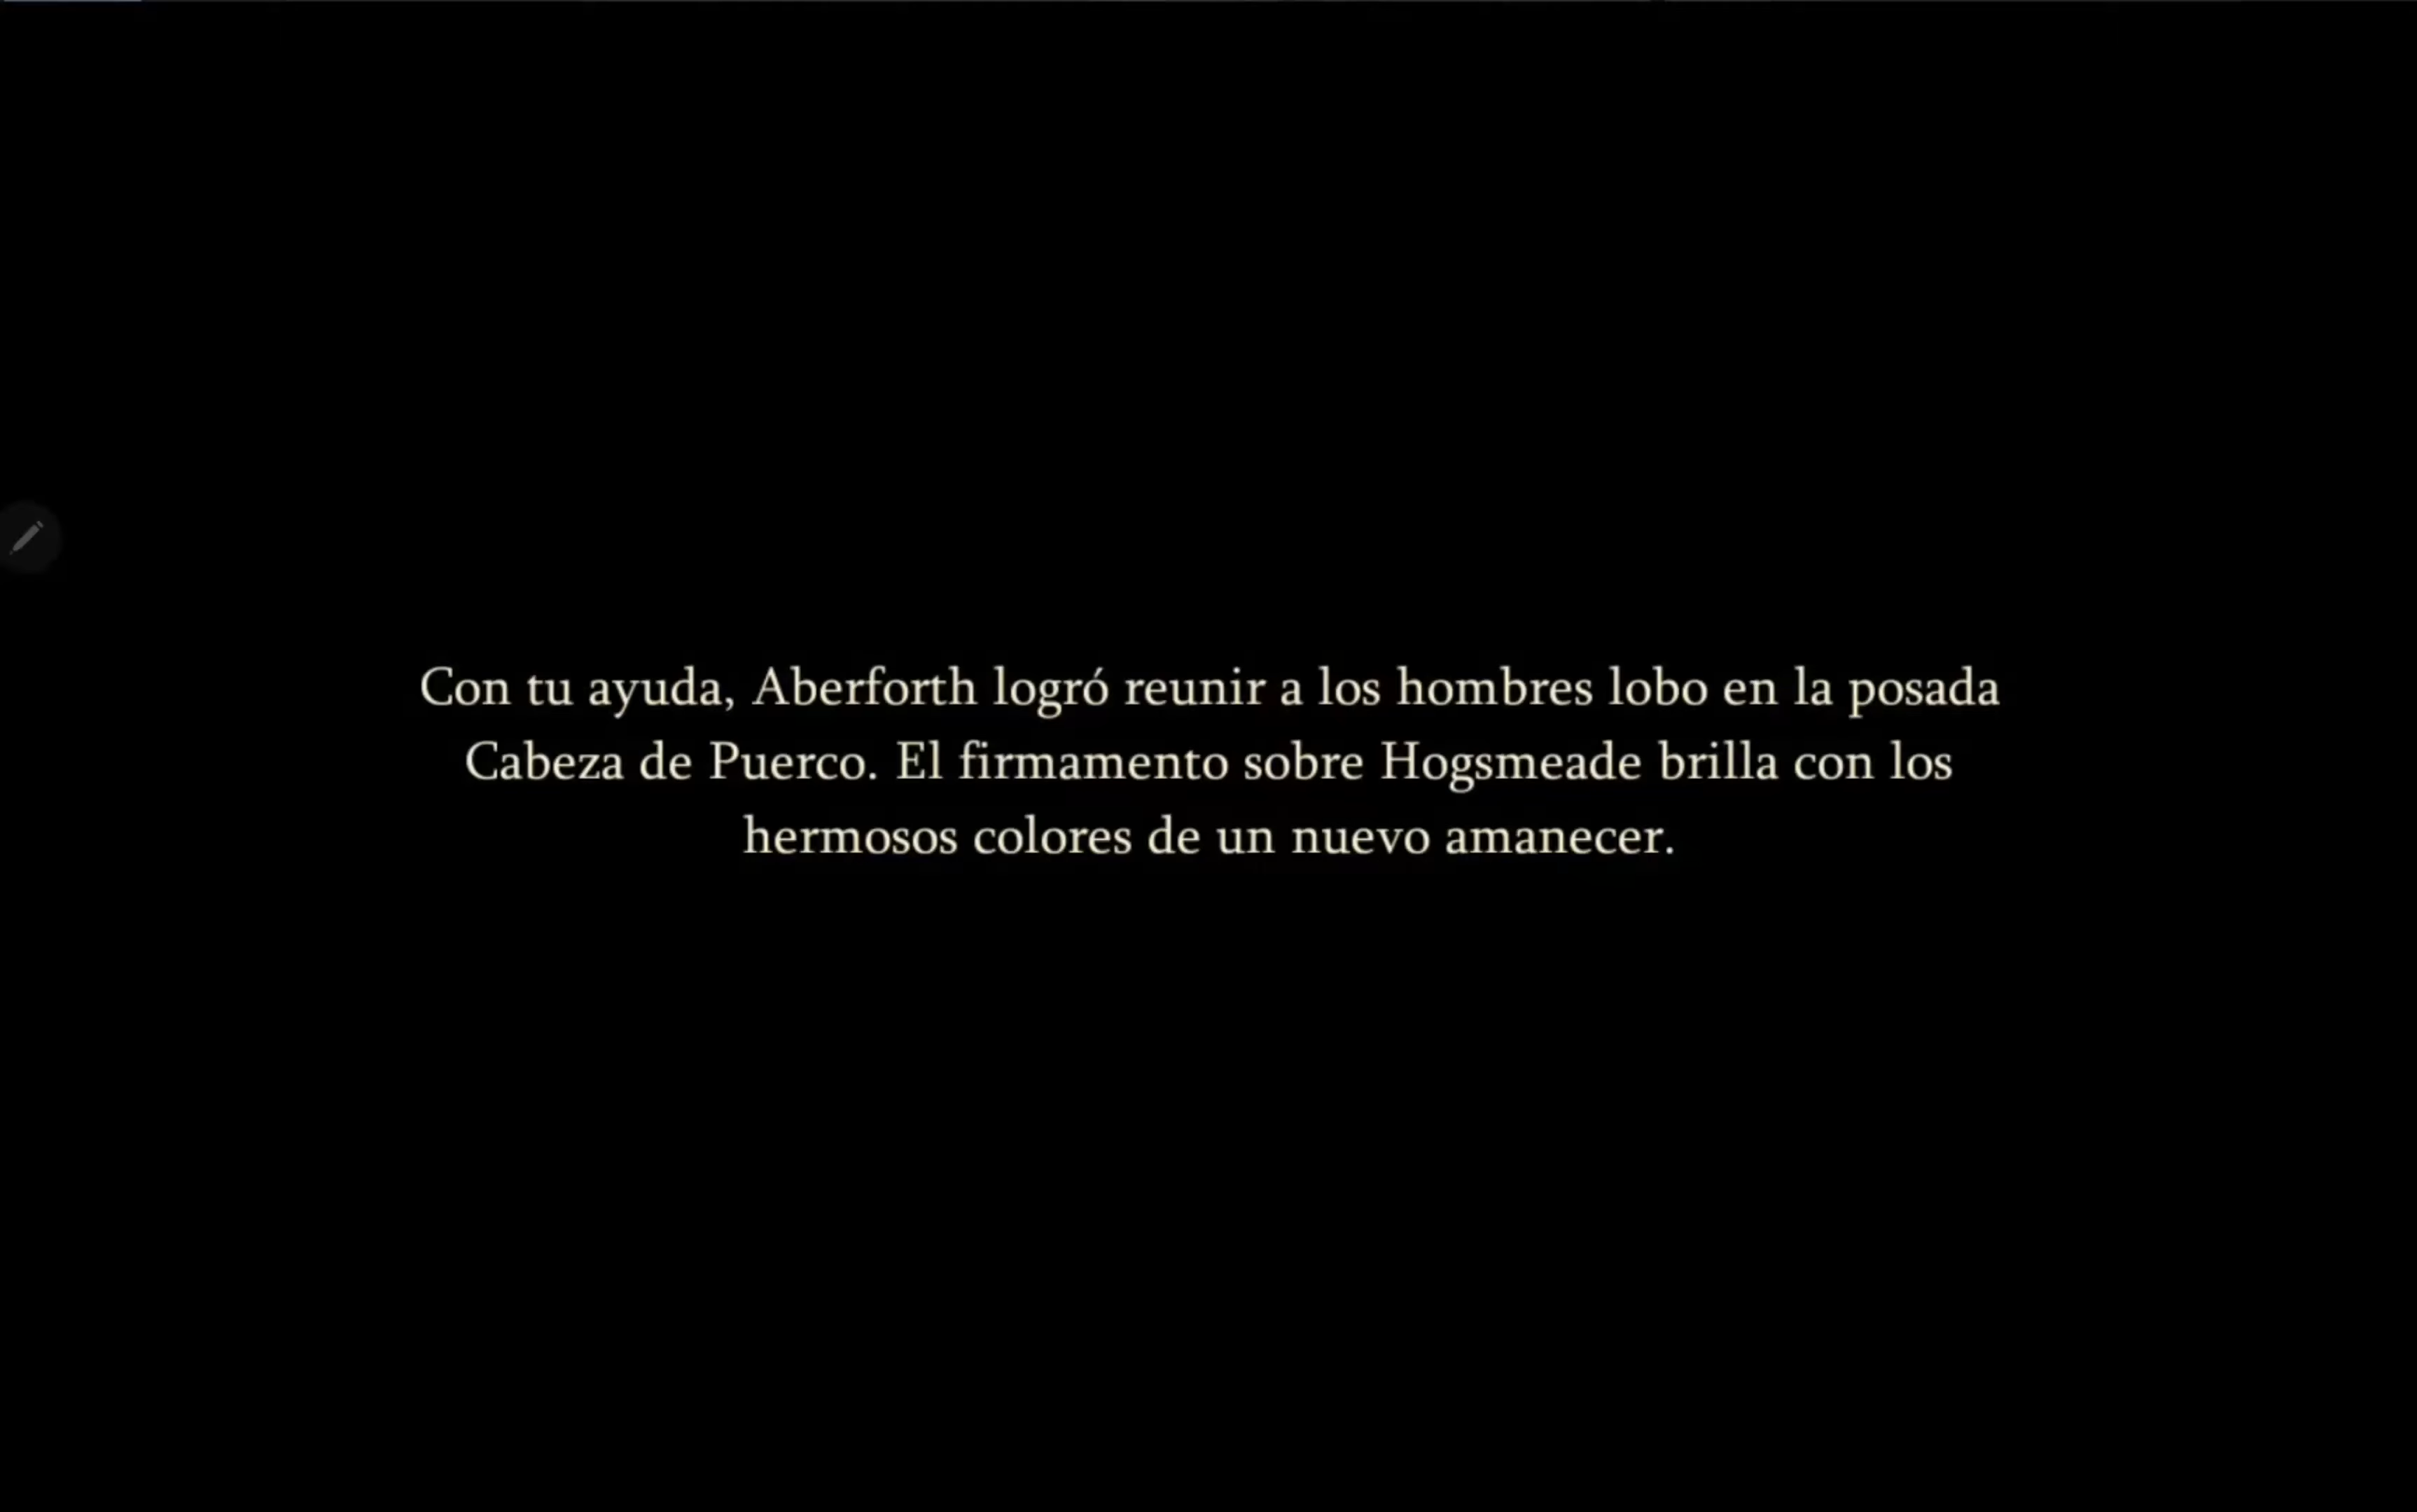 Con tu ayuda, Aberforth logró reunir a los hombres lobo en la posada
Cabeza de Puerco. El firmamento sobre Hogsmeade brilla con los
hermosos colores de un nuevo amanecer.